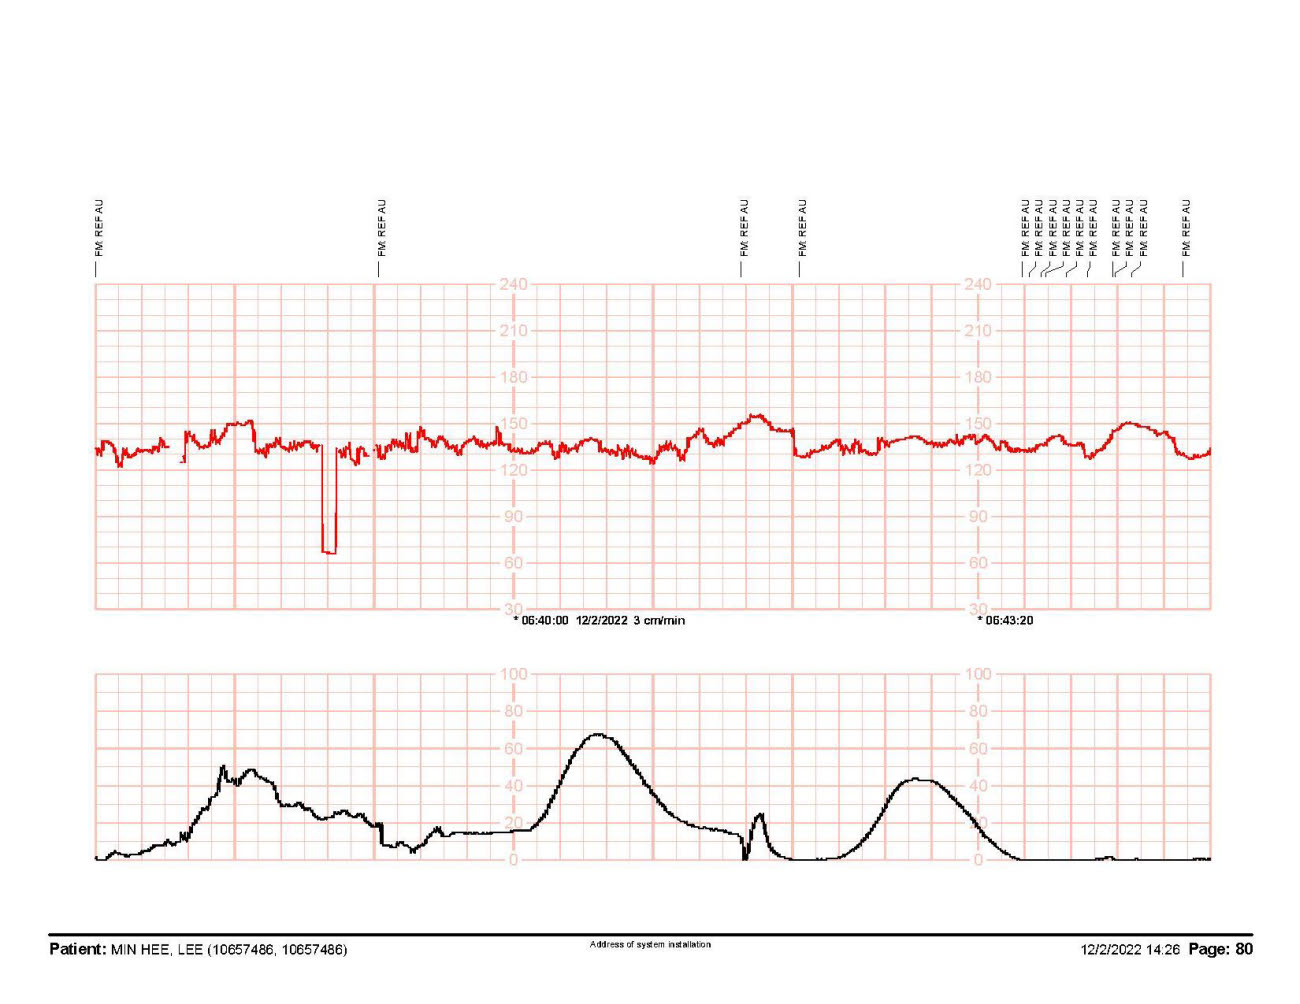 FM: REF AU
FM: REF AU
FM: REF AU
FM: REF AU
FM: REF AU
FM: REF AU
FM: REF AU
FM: REF AU
FM: REF AU
FM: REF AU
FM: REF AU
FM: REF AU
FM: REF AU
FM: REF AU
240 240
210 210
180 180
150 150
120 120
90 90
60 60
30 30
* 06:40:00 12/2/2022 3 cm/min * 06:43:20
100 100
80 80
60 60
40 40
20 20
0 0
Patient: MIN HEE, LEE (10657486, 10657486) Address of system installation 12/2/2022 14:26 Page: 80